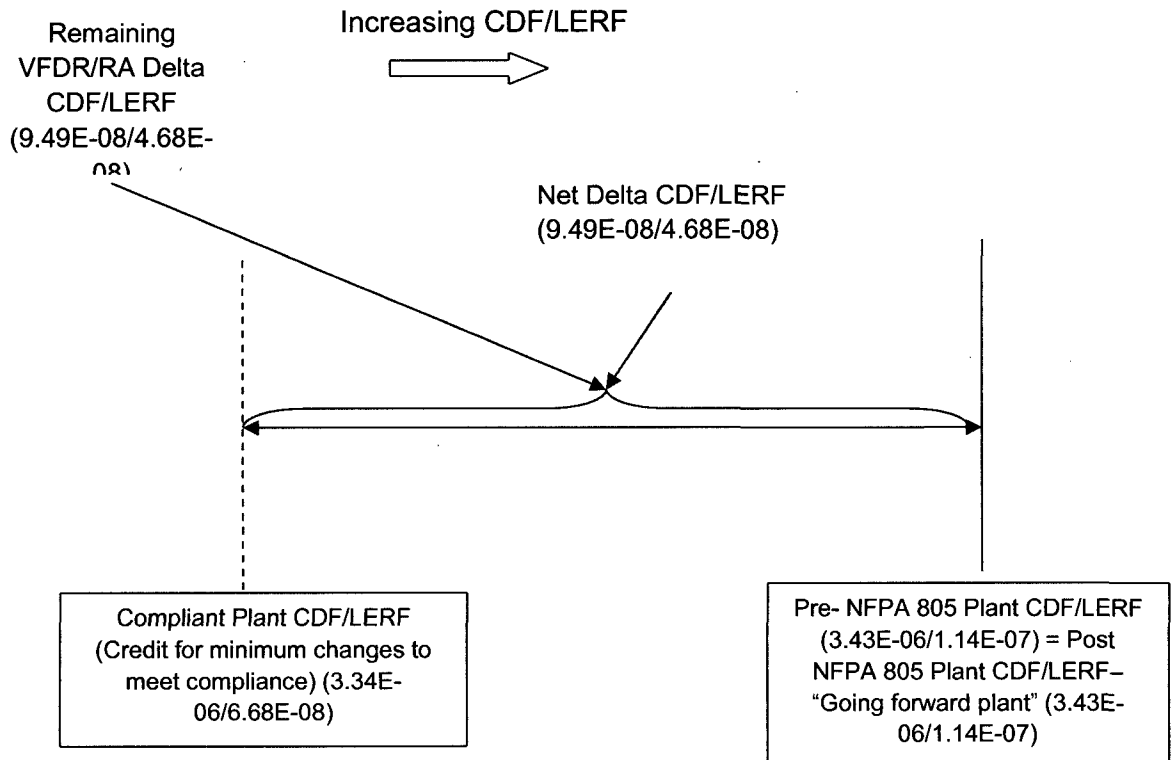 Remaining
VFDR/RA Delta
CDF/LERF
(9.49E-08/4.68E-
08)
Increasing CDF/LERF
Net Delta CDF/LERF
(9.49E-08/4.68E-08)
Compliant Plant CDF/LERF
(Credit for minimum changes to
meet compliance) (3.34E-
06/6.68E-08)
Pre- NFPA 805 Plant CDF/LERF
(3.43E-06/1.14E-07) = Post
NFPA 805 Plant CDF/LERF–
“Going forward plant” (3.43E-
06/1.14E-07)